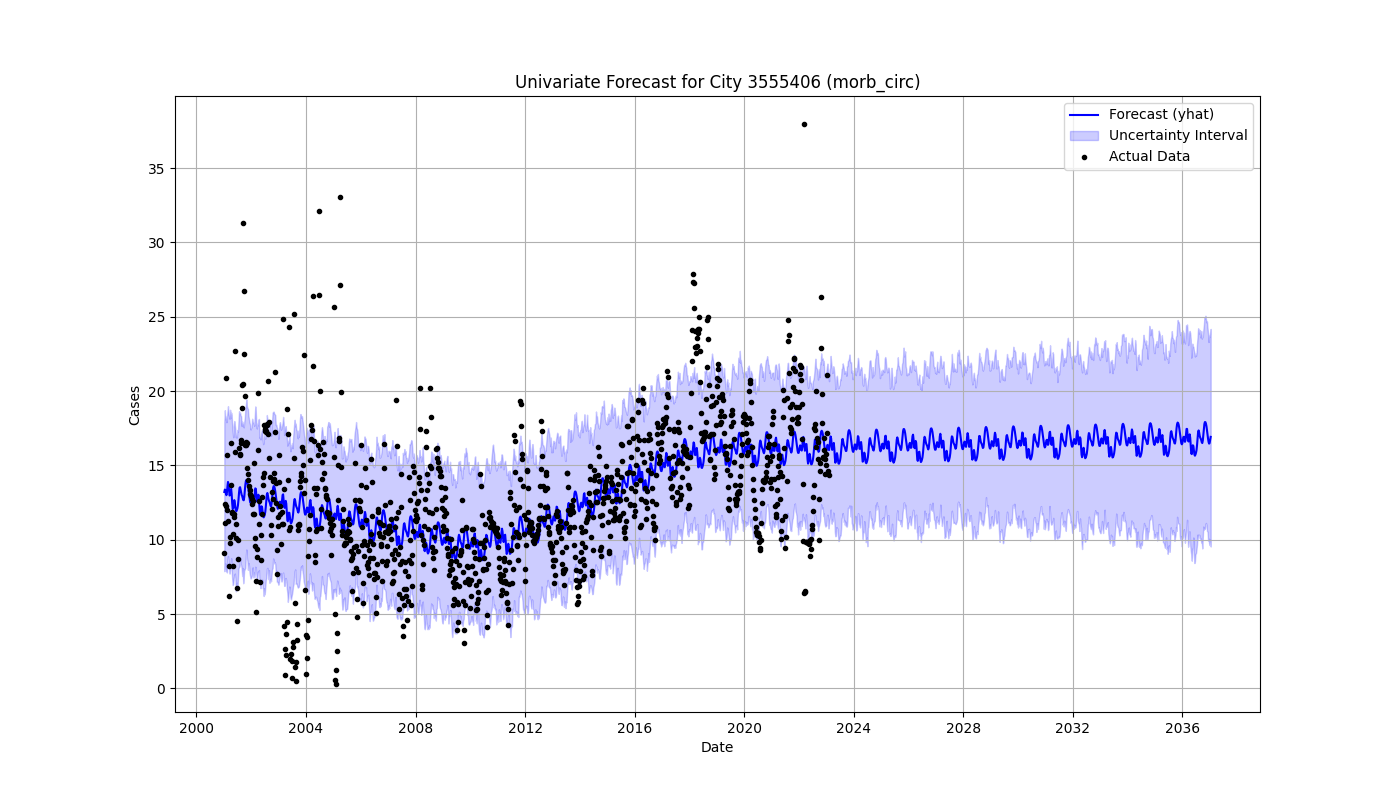 Univariate Forecast for City 3555406 (morb_circ)
Forecast (yhat)
Uncertainty Interval
Actual Data
Cases
35
30
25
20
15
10
5
0
2000 2004 2008 2012 2016 2020 2024 2028 2032 2036
Date